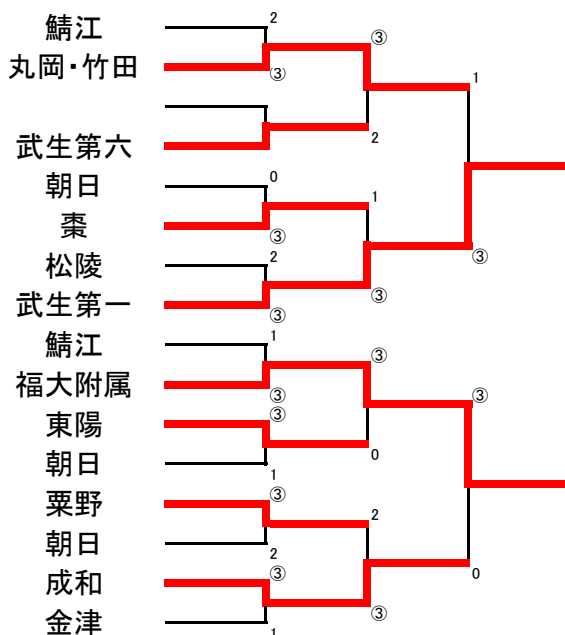 鯖江 2
丸岡・竹田 ③ ③
1
武生第六 2
朝日 0
棗 ③ 1
松陵 2 ③
武生第一 ③ ③
鯖江 1
福大附属 ③ ③
東陽 ③ ③
朝日 1 0
粟野 ③
朝日 2 2
成和 ③ 0
金津 1 ③